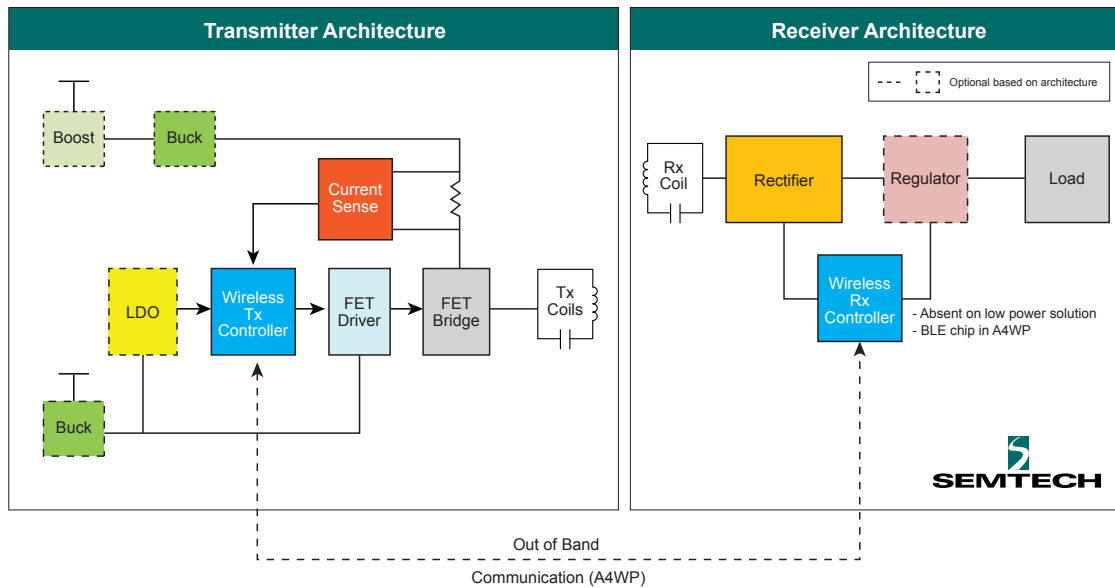 Transmitter Architecture
Boost
Buck
Current
Sense
LDO
Wireless
Tx
Controller
FET
Driver
FET
Bridge
Tx
Coils
Buck
Receiver Architecture
Optional based on architecture
Rx
Coil
Rectifier
Regulator
Load
Wireless
Rx
Controller
- Absent on low power solution
- BLE chip in A4WP
SEMTECH
Out of Band
Communication (A4WP)